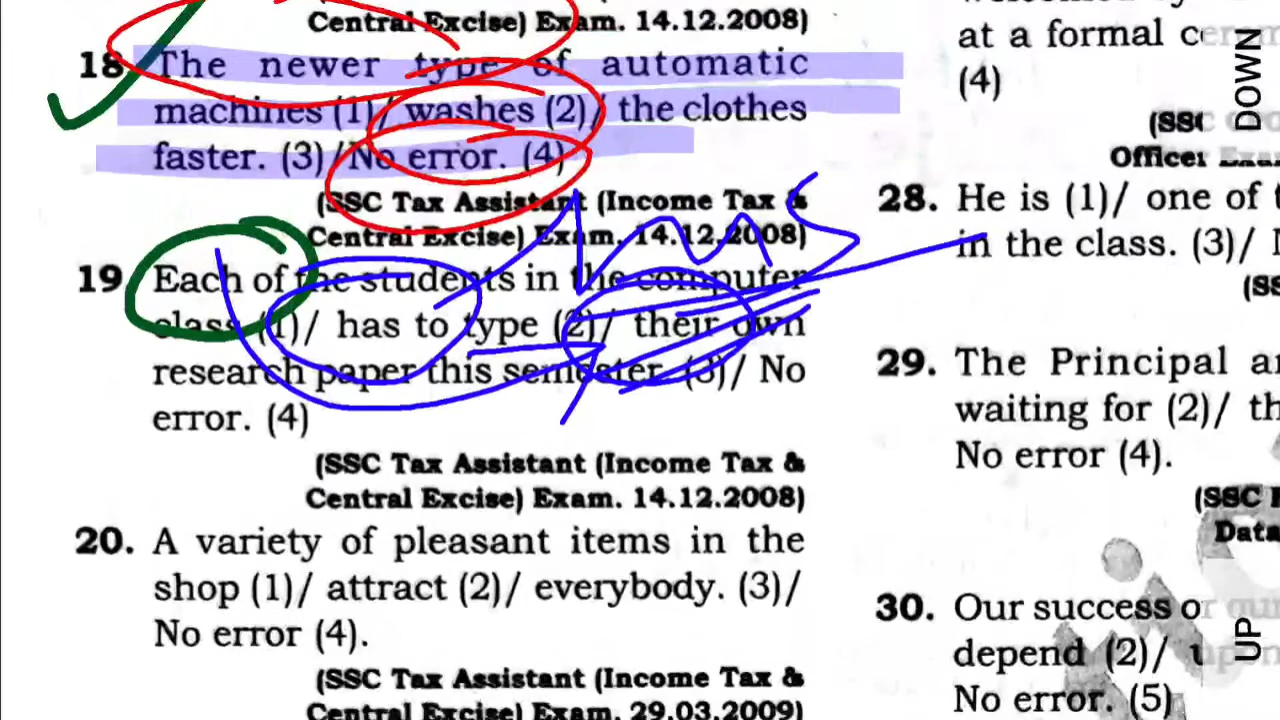 Central Excise) Exam. 14.12.2008)
18 The newer type of automatic
machines (1)/ washes (2)/ the clothes
faster. (3)/No error. (4)
(SSC Tax Assistant (Income Tax &
Central Excise) Exam. 14.12.2008)
19 Each of the students in the computer
class (1)/ has to type (2)/ their own
research paper this semester. (3)/ No
error. (4)
(SSC Tax Assistant (Income Tax &
Central Excise) Exam. 14.12.2008)
20. A variety of pleasant items in the
shop (1)/ attract (2)/ everybody. (3)/
No error (4).
(SSC Tax Assistant (Income Tax &
Central Excise) Exam. 29.03.2009)
at a formal
(4)
(SSC
Officer
28. He is (1)/ one of
in the class. (3)/
29. The Principal
waiting for (2)/
No error (4).
(SSC
Data
30. Our success or our
depend (2)/ upon
No error. (5)
DOWN
UP